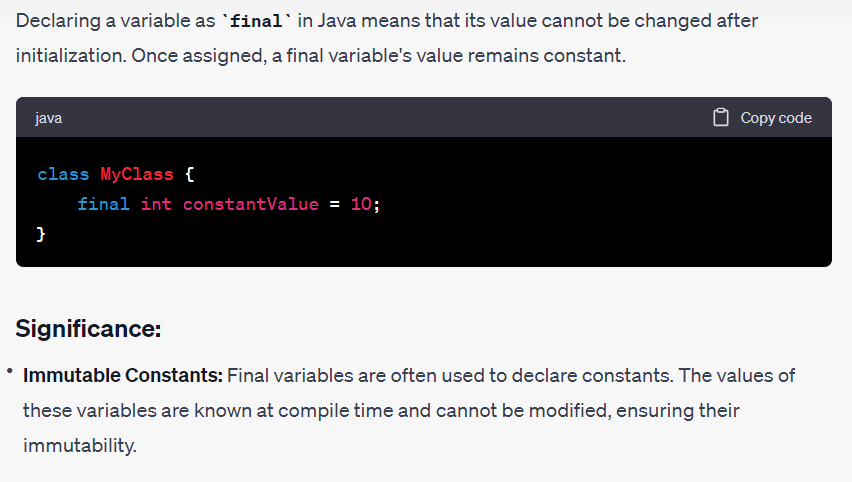 Declaring a variable as `final` in Java means that its value cannot be changed after
initialization. Once assigned, a final variable's value remains constant.
java
Copy code
class MyClass {
    final int constantValue = 10;
}
Significance:
• Immutable Constants: Final variables are often used to declare constants. The values of
these variables are known at compile time and cannot be modified, ensuring their
immutability.